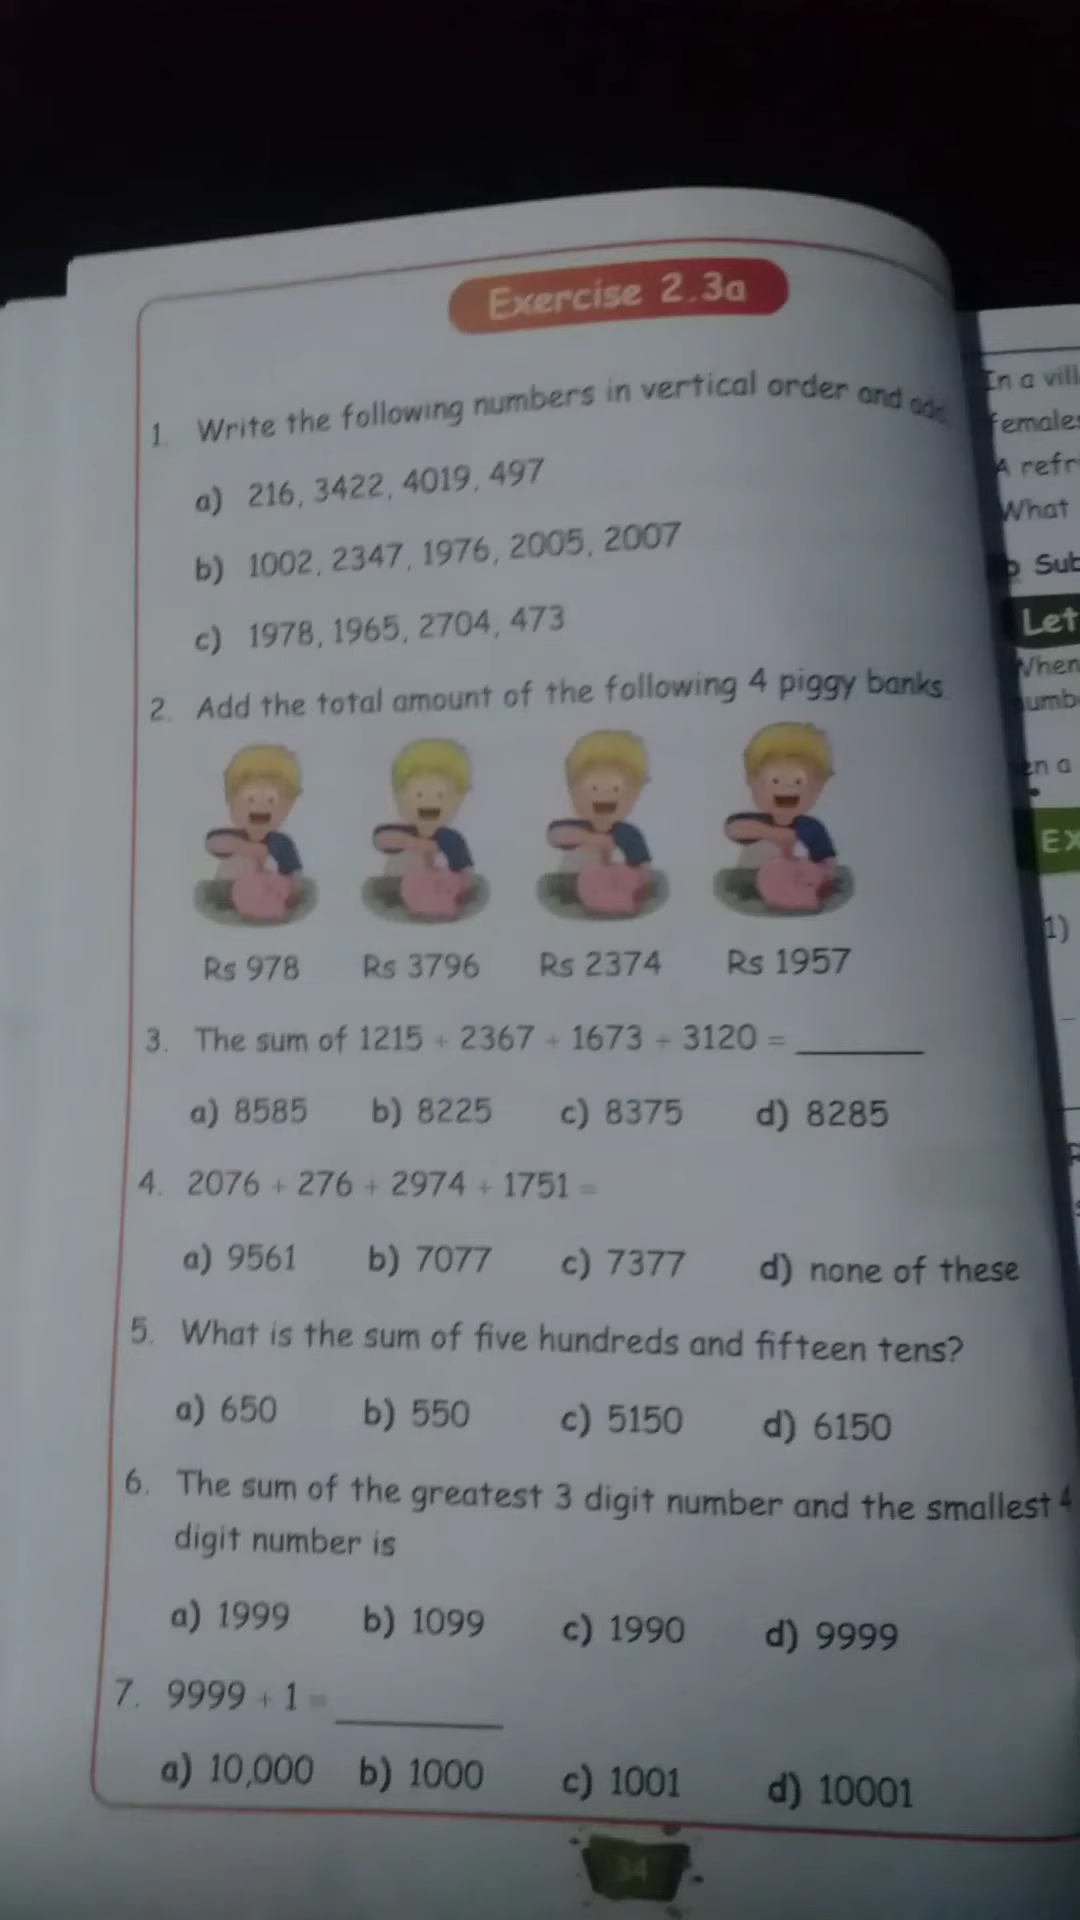 Exercise 2.3a
1. Write the following numbers in vertical order and add
a) 216, 3422, 4019, 497
b) 1002, 2347, 1976, 2005, 2007
c) 1978, 1965, 2704, 473
2. Add the total amount of the following 4 piggy banks.
Rs 978 Rs 3796 Rs 2374 Rs 1957
3. The sum of 1215 + 2367 + 1673 + 3120 = ______
a) 8585 b) 8225 c) 8375 d) 8285
4. 2076 + 276 + 2974 + 1751 =
a) 9561 b) 7077 c) 7377 d) none of these
5. What is the sum of five hundreds and fifteen tens?
a) 650 b) 550 c) 5150 d) 6150
6. The sum of the greatest 3 digit number and the smallest 4
digit number is
a) 1999 b) 1099 c) 1990 d) 9999
7. 9999 + 1 = ______
a) 10,000 b) 1000 c) 1001 d) 10001
34
In a vill
females
A refr
What
Sub
Let
When
umb
en a
Ex
1)